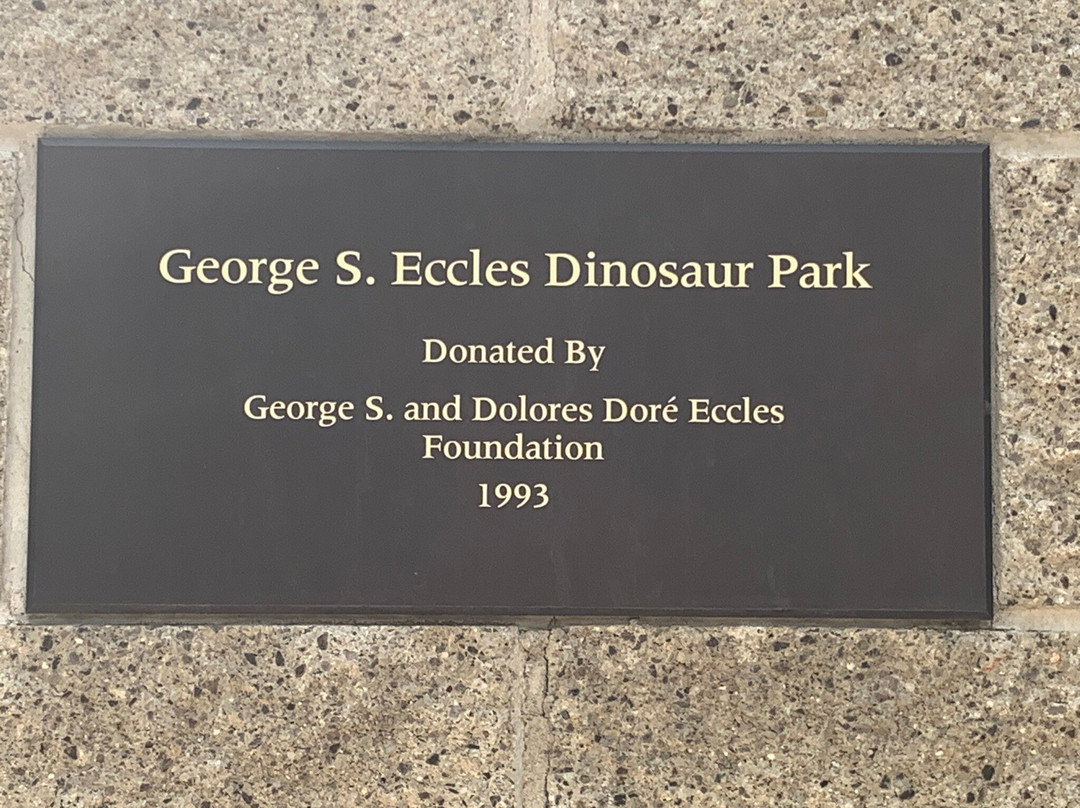 George S. Eccles Dinosaur Park
Donated By
George S. and Dolores Doré Eccles
Foundation
1993